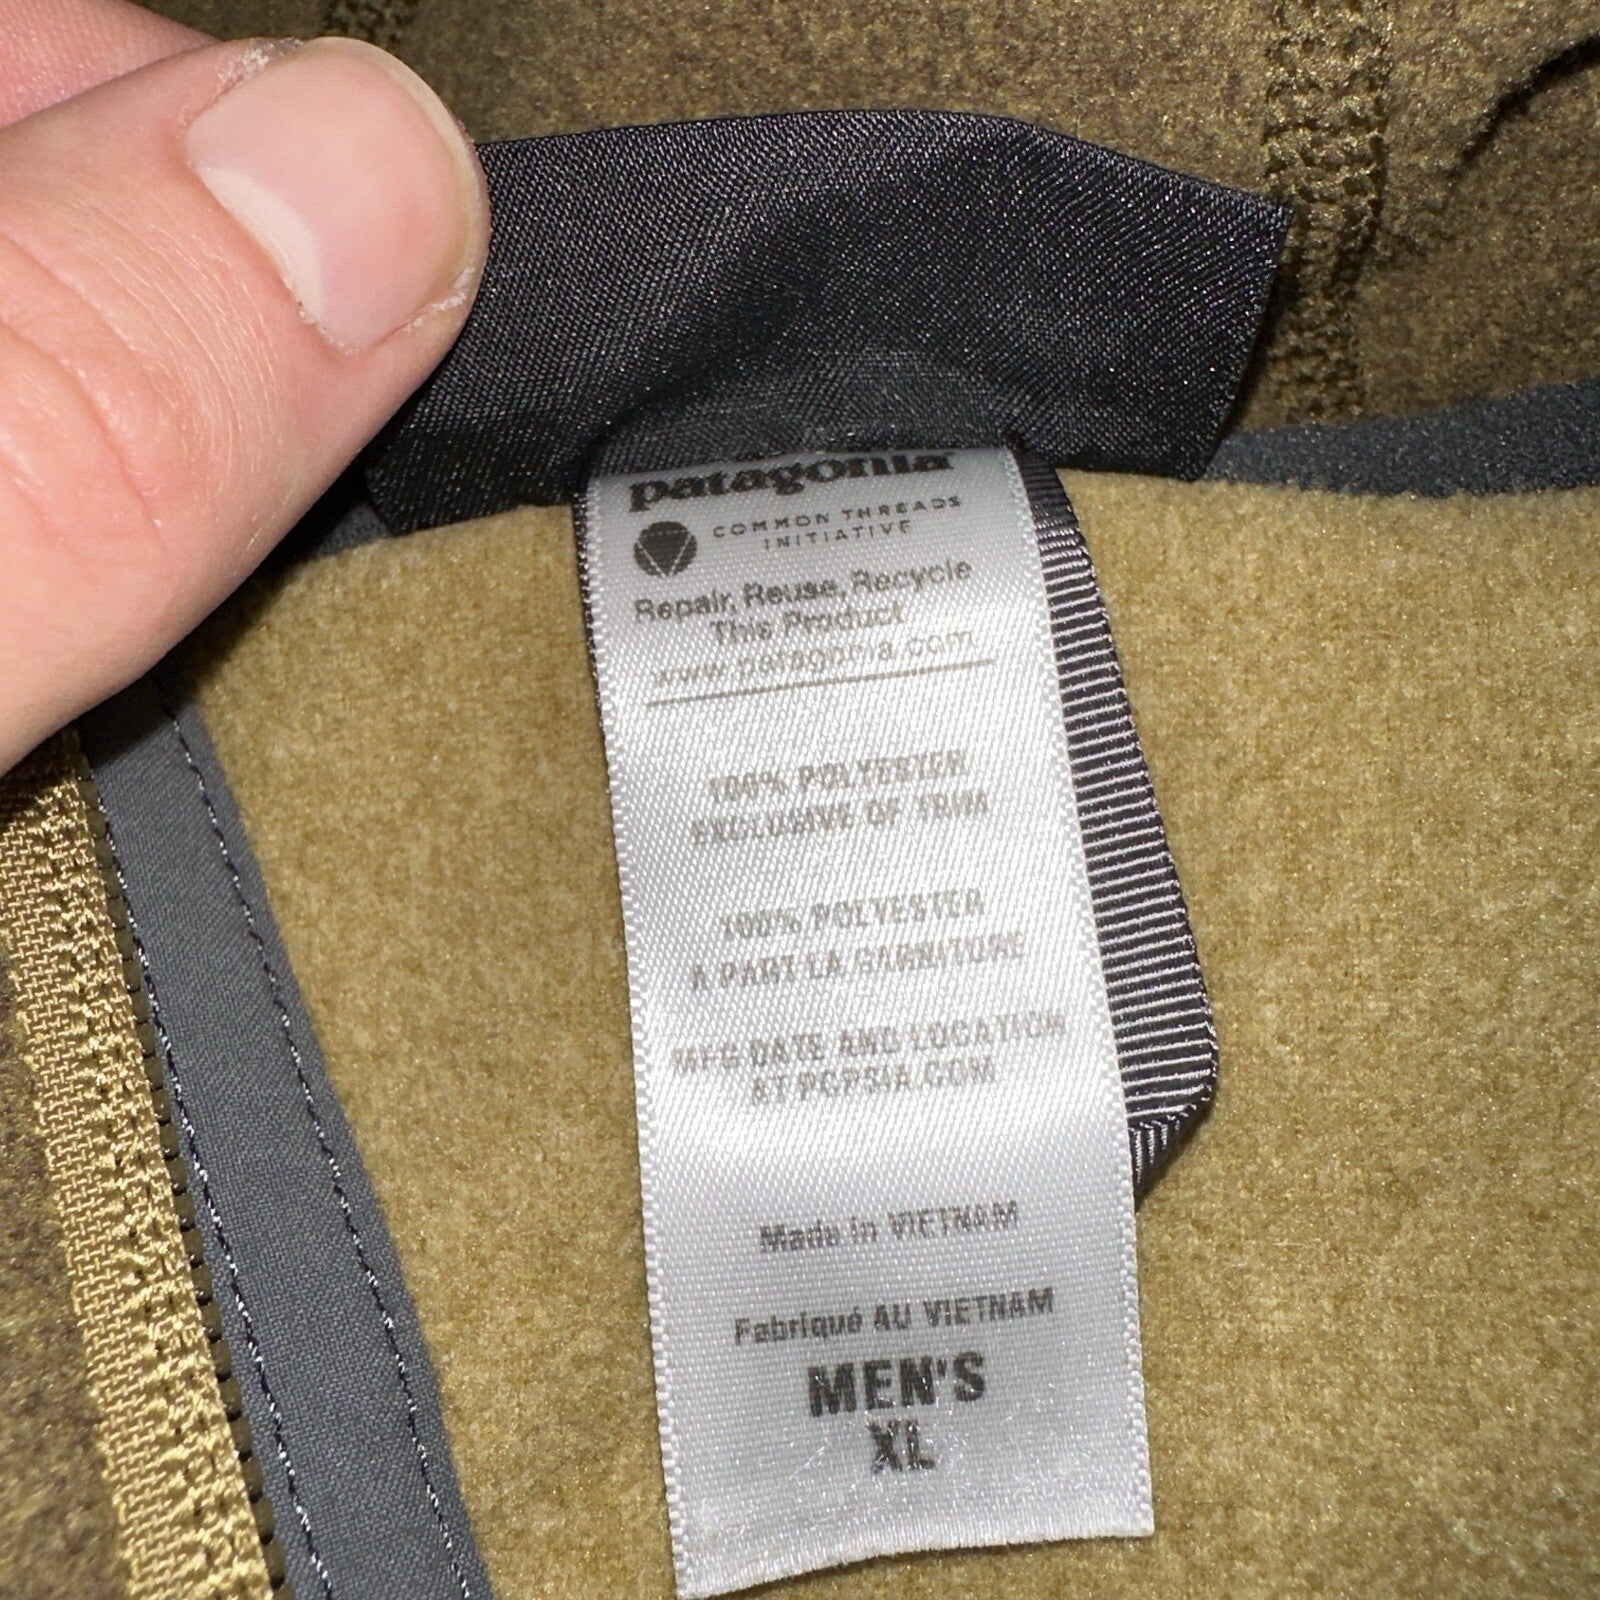 patagonia
COMMON THREADS
INITIATIVE
Repair, Reuse, Recycle
This Product
www.patagonia.com
100% POLYESTER
EXCLUSIVE OF TRIM
100% POLYESTER
A PART LA GARNITURE
MFG DATE AND LOCATION
AT PCPSIA.COM
Made in VIETNAM
Fabriqué AU VIETNAM
MEN'S
XL